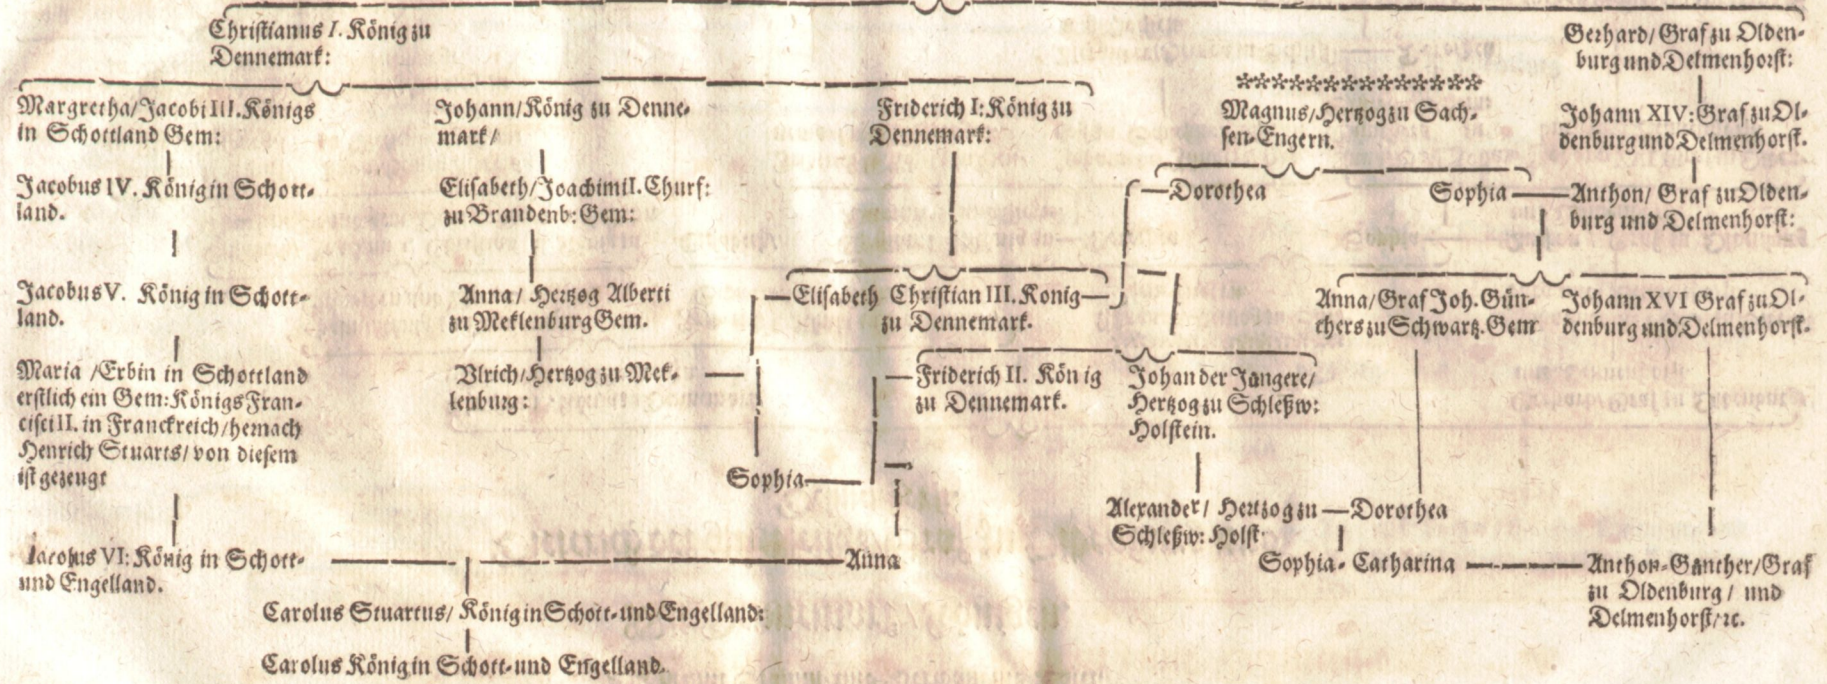 Christianus I. König zu
Dennemark:
Gerhard/ Graf zu Olden-
burg und Delmenhorst:
Margretha/Jacobi III. Königs
in Schottland Gem:
Johann/König zu Denne-
mark/
Friderich I: König zu
Dennemark:
*************
Magnus/Hertzog zu Sach-
sen-Engern.
Johann XIV: Graf zu Ol-
denburg und Delmenhorst.
Jacobus IV. König in Schott-
land.
Elisabeth/Joachimi I. Churf:
zu Brandenb: Gem:
Dorothea
Sophia
Anthon/ Graf zu Olden-
burg und Delmenhorst:
Jacobus V. König in Schott-
land.
Anna/ Hertzog Alberti
zu Meklenburg Gem.
Elisabeth
Christian III. Konig
zu Dennemark.
Anna/Graf Joh. Gün-
thers zu Schwartz. Gem
Johann XVI Graf zu Ol-
denburg und Delmenhorst.
Maria /Erbin in Schottland
erstlich ein Gem: Königs Fran-
cisci II. in Franckreich/hernach
Henrich Stuarts/ von diesem
ist gezeugt
Vlrich/Hertzog zu Mek-
lenburg:
Friderich II. König
zu Dennemark.
Johan der Jüngere/
Hertzog zu Schleßw:
Holstein.
Sophia
Alexander/ Hertzog zu
Schleßw: Holst
Dorothea
Jacobus VI: König in Schott-
und Engelland.
Anna
Sophia- Catharina
Anthon-Günther/Graf
zu Oldenburg/ und
Delmenhorst/ ꝛc.
Carolus Stuartus/ König in Schott-und Engelland:
Carolus König in Schott-und Engelland.